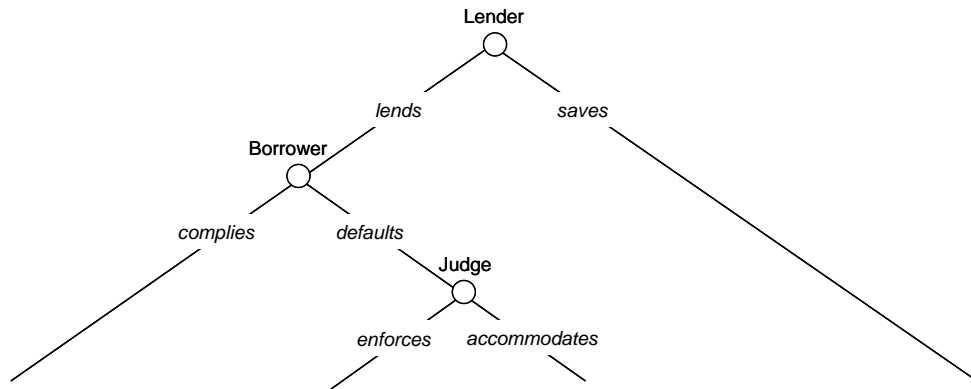 Lender
lends
saves
Borrower
complies
defaults
Judge
enforces
accommodates